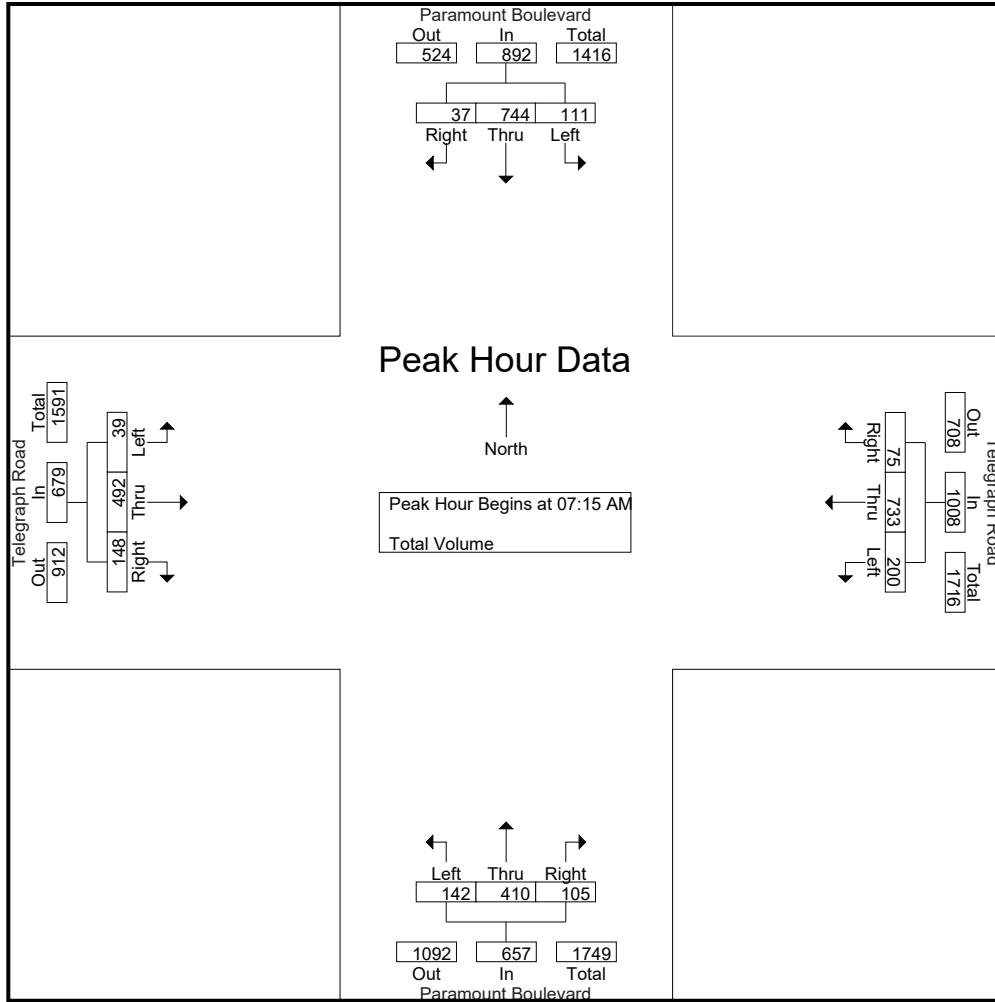 Paramount Boulevard
Out In Total
524 892 1416
37 744 111
Right Thru Left
Peak Hour Data
North
Peak Hour Begins at 07:15 AM
Total Volume
Telegraph Road
Out In Total
912 679 1591
Left Thru Right
39 492 148
Telegraph Road
Out In Total
708 1008 1716
Right Thru Left
75 733 200
Left Thru Right
142 410 105
1092 657 1749
Out In Total
Paramount Boulevard